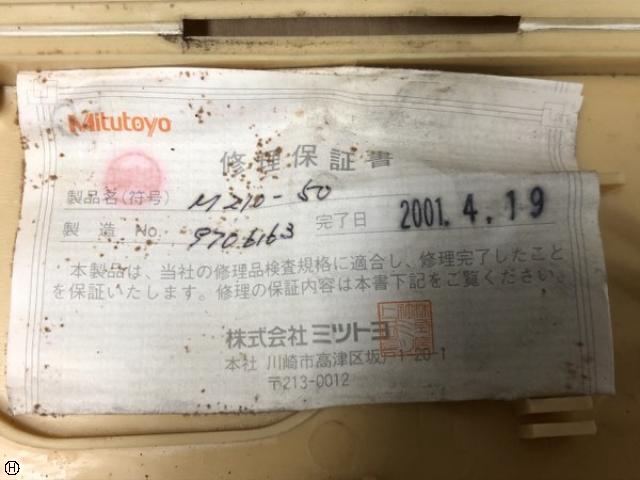 Mitutoyo
修理保証書
製品名(符号) M210-50
製造 No. 9706163 完了日 2001.4.19
本製品は、当社の修理品検査規格に適合し、修理完了したこと
を保証いたします。修理の保証内容は本書下記をご覧ください。
株式会社 ミツトヨ
本社 川崎市高津区坂戸1-20-1
〒213-0012
H